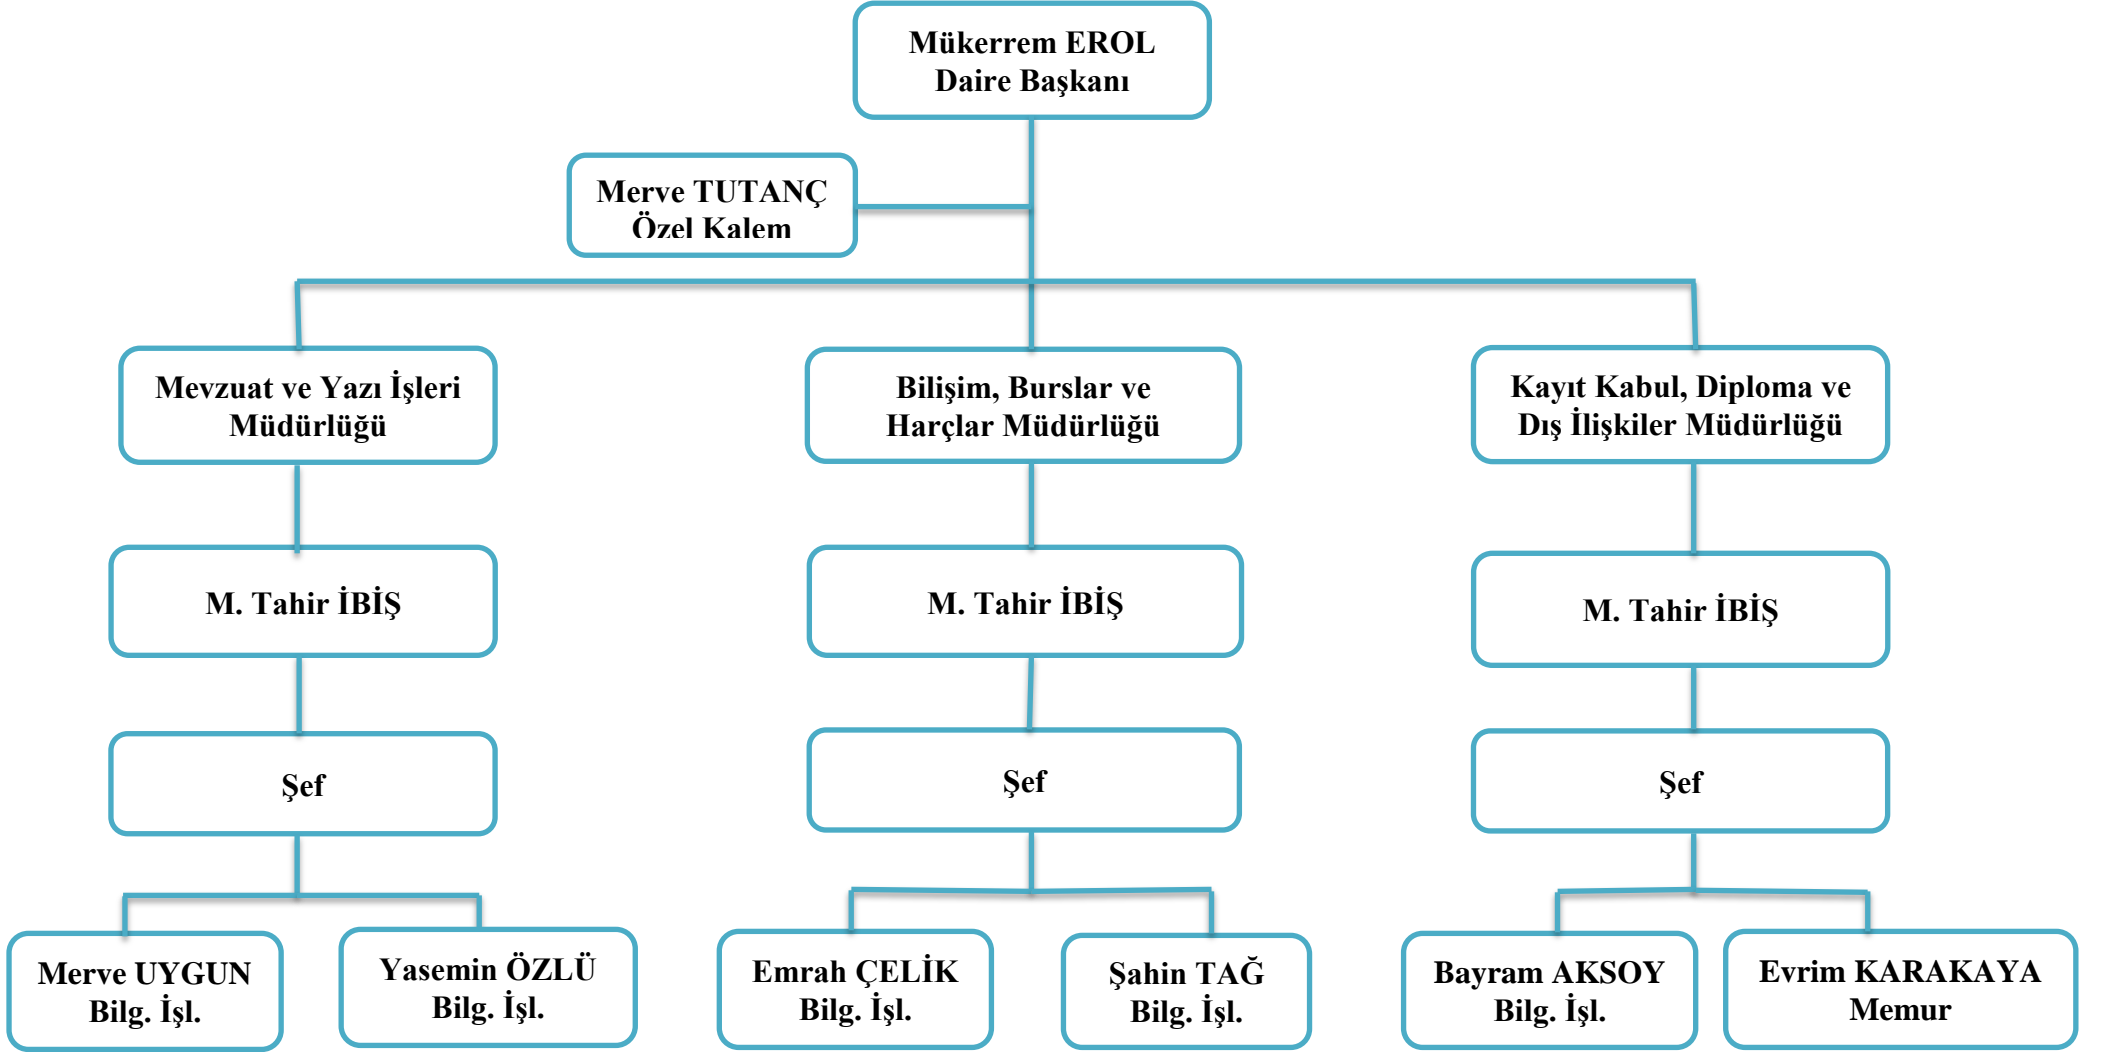 Mükerrem EROL
Daire Başkanı
Merve TUTANÇ
Özel Kalem
Mevzuat ve Yazı İşleri
Müdürlüğü
Bilişim, Burslar ve
Harçlar Müdürlüğü
Kayıt Kabul, Diploma ve
Dış İlişkiler Müdürlüğü
M. Tahir İBİŞ
M. Tahir İBİŞ
M. Tahir İBİŞ
Şef
Şef
Şef
Merve UYGUN
Bilg. İşl.
Yasemin ÖZLÜ
Bilg. İşl.
Emrah ÇELİK
Bilg. İşl.
Şahin TAĞ
Bilg. İşl.
Bayram AKSOY
Bilg. İşl.
Evrim KARAKAYA
Memur